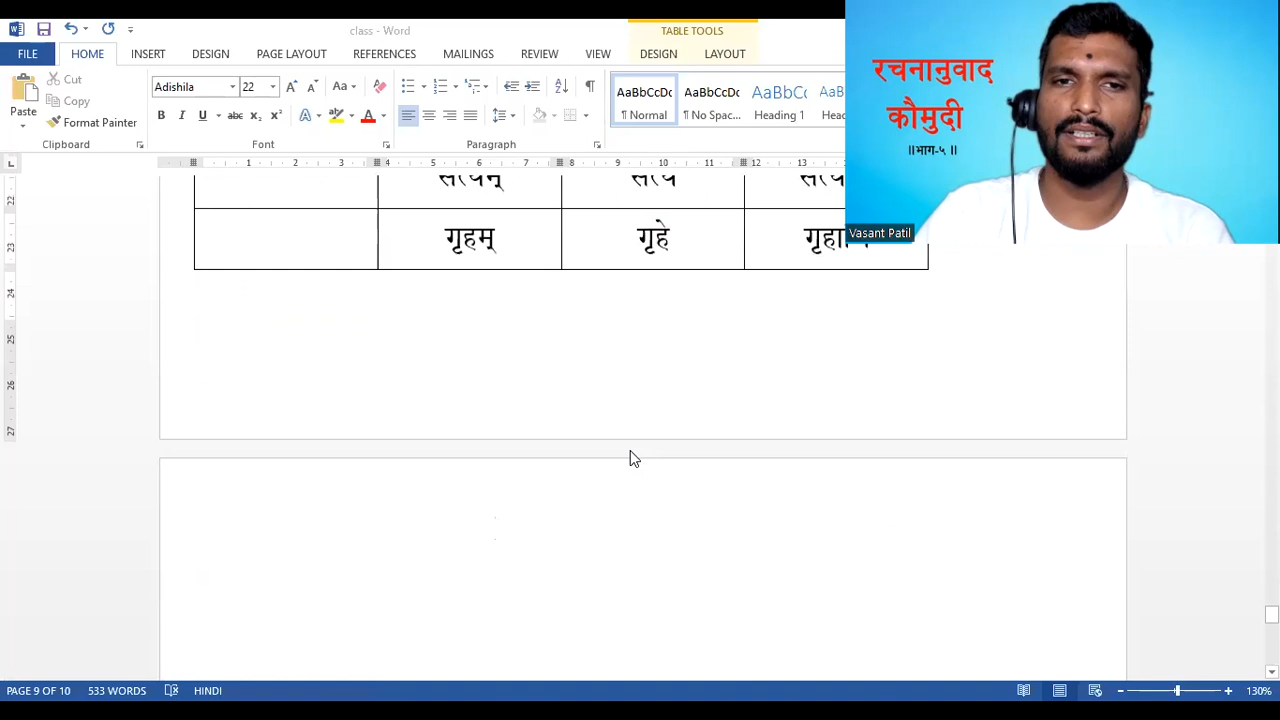 class - Word
TABLE TOOLS
FILE
HOME
INSERT
DESIGN
PAGE LAYOUT
REFERENCES
MAILINGS
REVIEW
VIEW
DESIGN
LAYOUT
Paste
Cut
Copy
Format Painter
Clipboard
Adishila
22
Font
Paragraph
AaBbCcDc
¶ Normal
AaBbCcDc
¶ No Spac...
AaBbCc
Heading 1
रचनानुवाद
कौमुदी
॥भाग-५ ॥
Vasant Patil
गृहम्
गृहे
PAGE 9 OF 10
533 WORDS
HINDI
130%